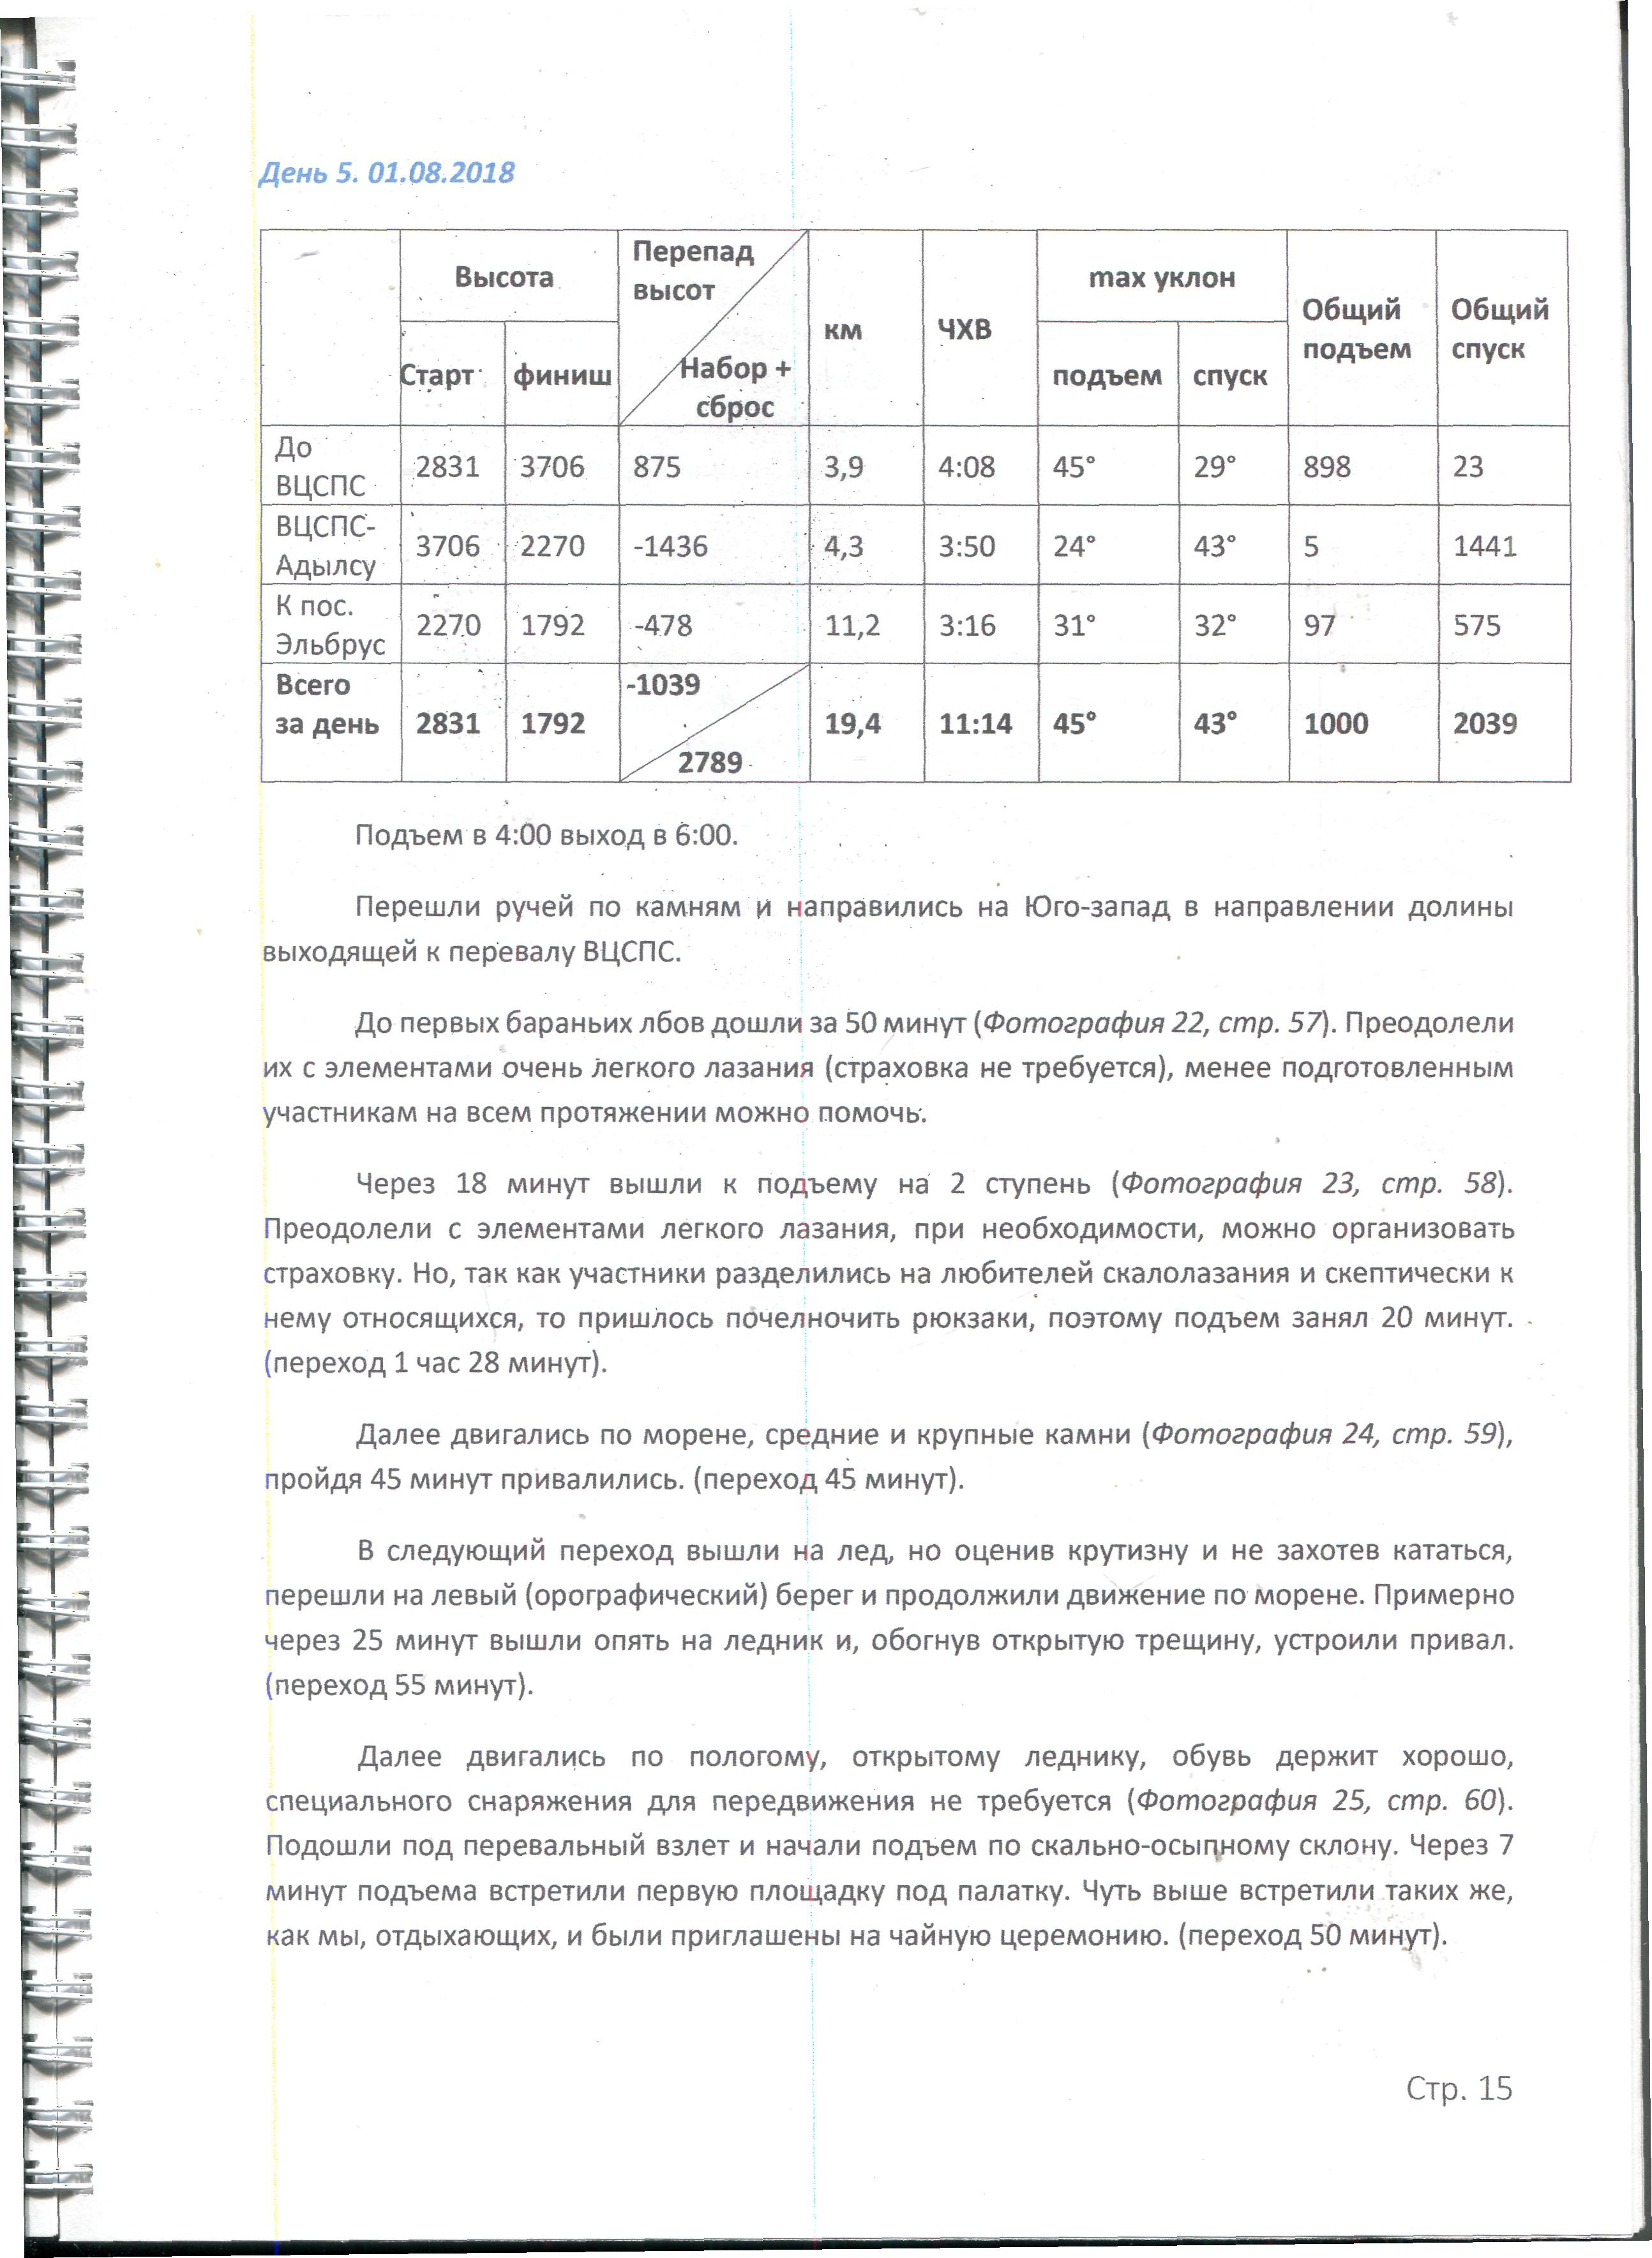 День 5. 01.08.2018
Высота Перепад высот Набор + сброс км ЧХВ max уклон Общий подъем Общий спуск
Старт финиш подъем спуск
До ВЦСПС 2831 3706 875 3,9 4:08 45° 29° 898 23
ВЦСПС-Адылсу 3706 2270 -1436 4,3 3:50 24° 43° 5 1441
К пос. Эльбрус 2270 1792 -478 11,2 3:16 31° 32° 97 575
Всего за день 2831 1792 -1039 2789 19,4 11:14 45° 43° 1000 2039
Подъем в 4:00 выход в 6:00.
Перешли ручей по камням и направились на Юго-запад в направлении долины
выходящей к перевалу ВЦСПС.
До первых бараньих лбов дошли за 50 минут (Фотография 22, стр. 57). Преодолели
их с элементами очень легкого лазания (страховка не требуется), менее подготовленным
участникам на всем протяжении можно помочь.
Через 18 минут вышли к подъему на 2 ступень (Фотография 23, стр. 58).
Преодолели с элементами легкого лазания, при необходимости, можно организовать
страховку. Но, так как участники разделились на любителей скалолазания и скептически к
нему относящихся, то пришлось почелночить рюкзаки, поэтому подъем занял 20 минут.
(переход 1 час 28 минут).
Далее двигались по морене, средние и крупные камни (Фотография 24, стр. 59),
пройдя 45 минут привалились. (переход 45 минут).
В следующий переход вышли на лед, но оценив крутизну и не захотев кататься,
перешли на левый (орографический) берег и продолжили движение по морене. Примерно
через 25 минут вышли опять на ледник и, обогнув открытую трещину, устроили привал.
(переход 55 минут).
Далее двигались по пологому, открытому леднику, обувь держит хорошо,
специального снаряжения для передвижения не требуется (Фотография 25, стр. 60).
Подошли под перевальный взлет и начали подъем по скально-осыпному склону. Через 7
минут подъема встретили первую площадку под палатку. Чуть выше встретили таких же,
как мы, отдыхающих, и были приглашены на чайную церемонию. (переход 50 минут).
Стр. 15